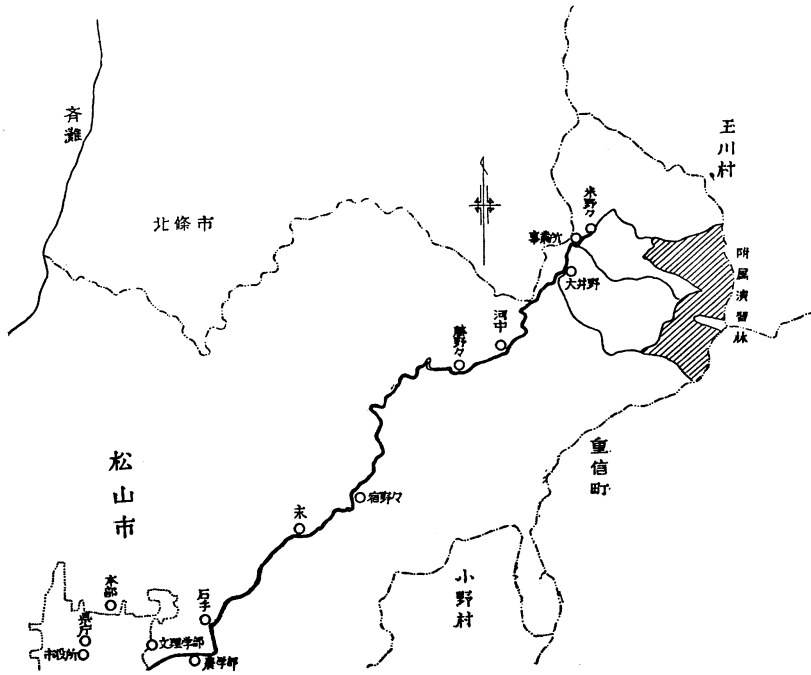 斉灘
北條市
玉川村
米野々
事業所
大井野
附属演習林
河中
藤野々
重信町
松山市
宿野々
末
小野村
本部
石手
県庁
市役所
文理学部
農学部